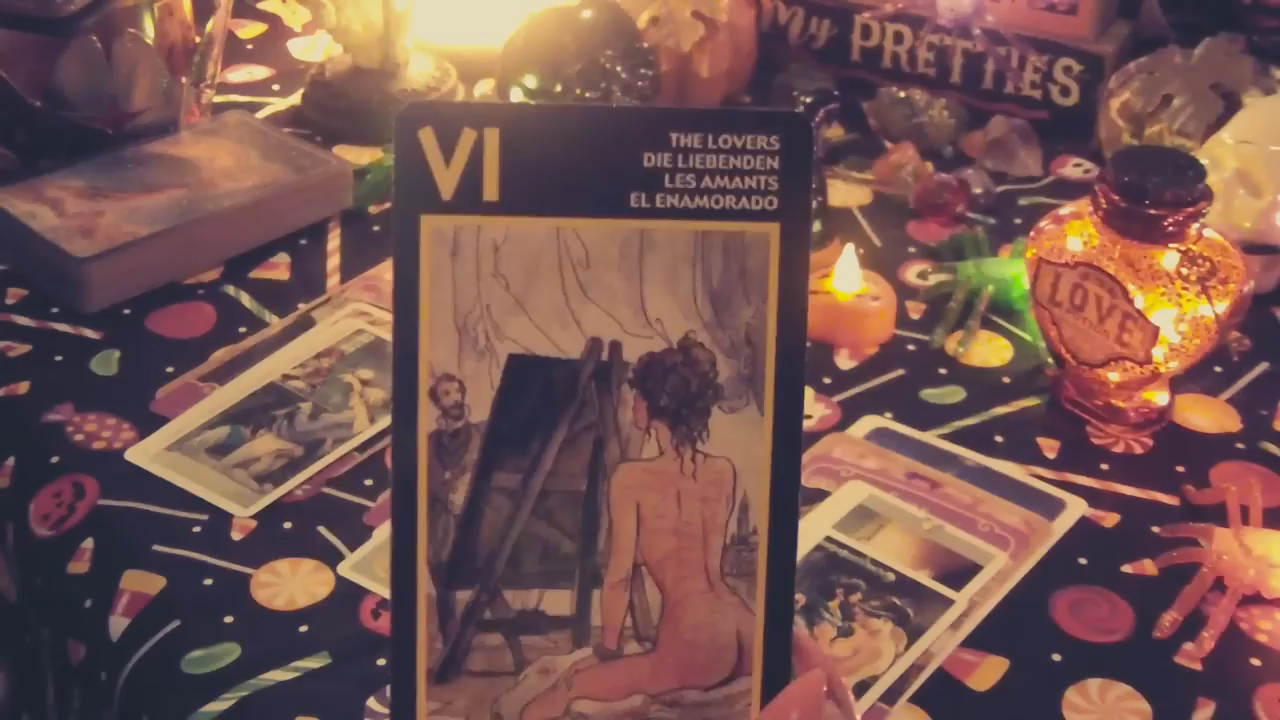 My PRETTIES
VI
THE LOVERS
DIE LIEBENDEN
LES AMANTS
EL ENAMORADO
LOVE